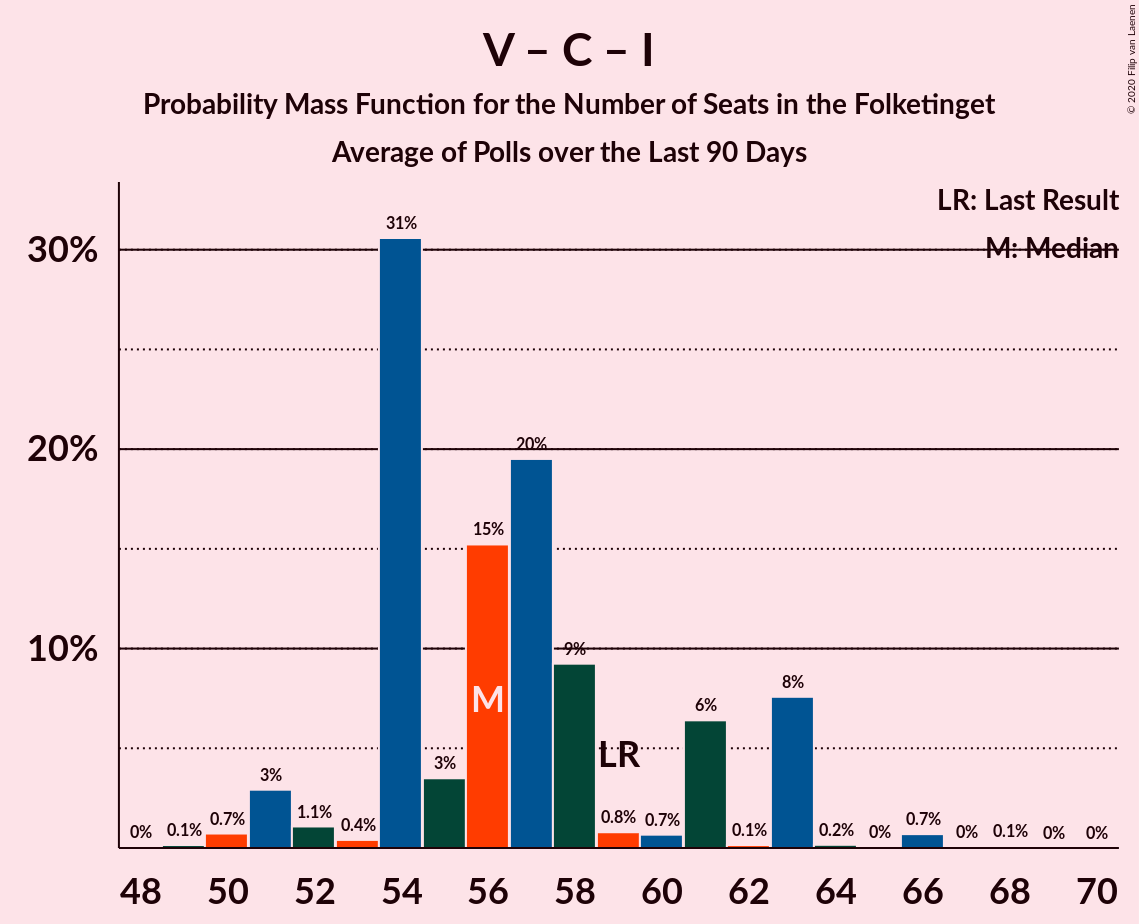 V – C – I
Probability Mass Function for the Number of Seats in the Folketinget
Average of Polls over the Last 90 Days
© 2020 Filip van Laenen
LR: Last Result
M: Median
30%
20%
10%
0%
0.1%
0.7%
3%
1.1%
0.4%
31%
3%
15%
20%
9%
0.8%
0.7%
6%
0.1%
8%
0.2%
0%
0.7%
0%
0.1%
0%
0%
M
LR
48 50 52 54 56 58 60 62 64 66 68 70